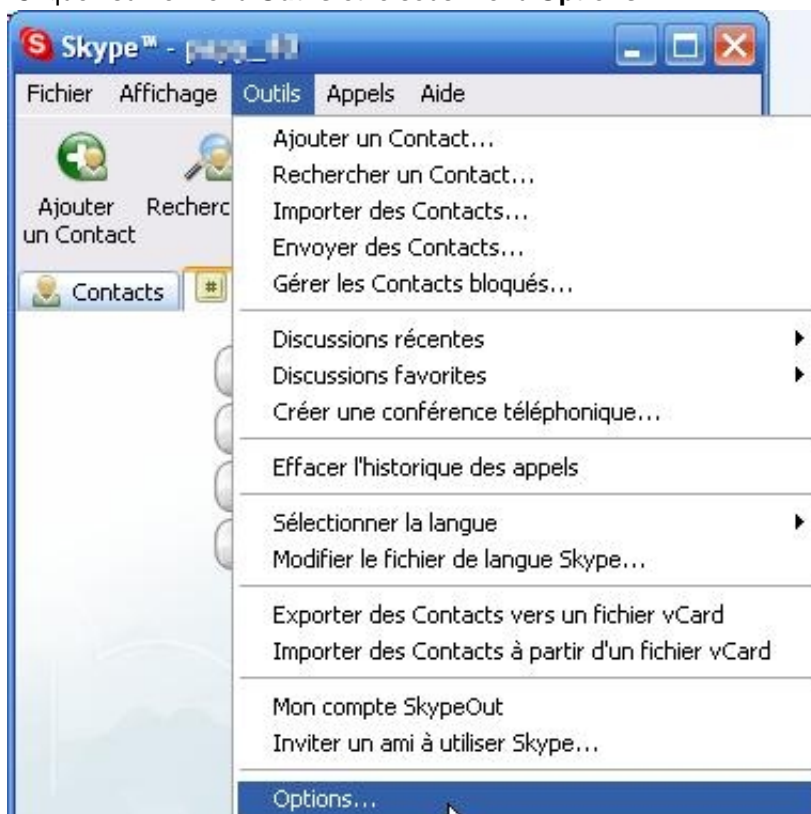 Skype™ -
Fichier Affichage Outils Appels Aide
Ajouter un Contact
Recherc
Contacts
#
Ajouter un Contact...
Rechercher un Contact...
Importer des Contacts...
Envoyer des Contacts...
Gérer les Contacts bloqués...
Discussions récentes
Discussions favorites
Créer une conférence téléphonique...
Effacer l'historique des appels
Sélectionner la langue
Modifier le fichier de langue Skype...
Exporter des Contacts vers un fichier vCard
Importer des Contacts à partir d'un fichier vCard
Mon compte SkypeOut
Inviter un ami à utiliser Skype...
Options...